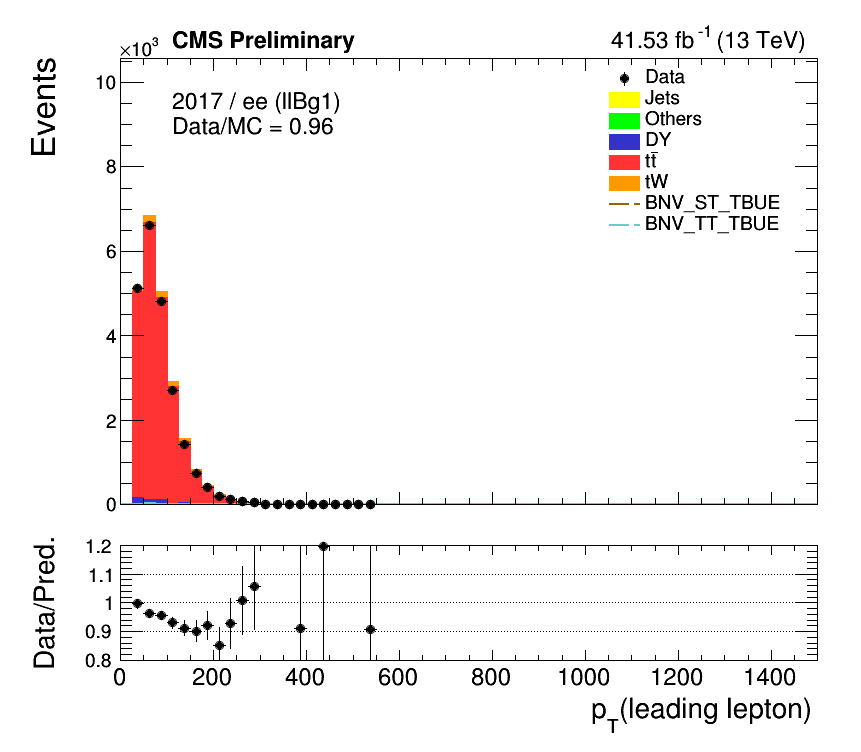 ×10³ CMS Preliminary 41.53 fb⁻¹ (13 TeV)
Events
10
8
6
4
2
0
2017 / ee (llBg1)
Data/MC = 0.96
Data
Jets
Others
DY
tt̄
tW
BNV_ST_TBUE
BNV_TT_TBUE
Data/Pred.
1.2
1.1
1
0.9
0.8
0 200 400 600 800 1000 1200 1400
p_T(leading lepton)